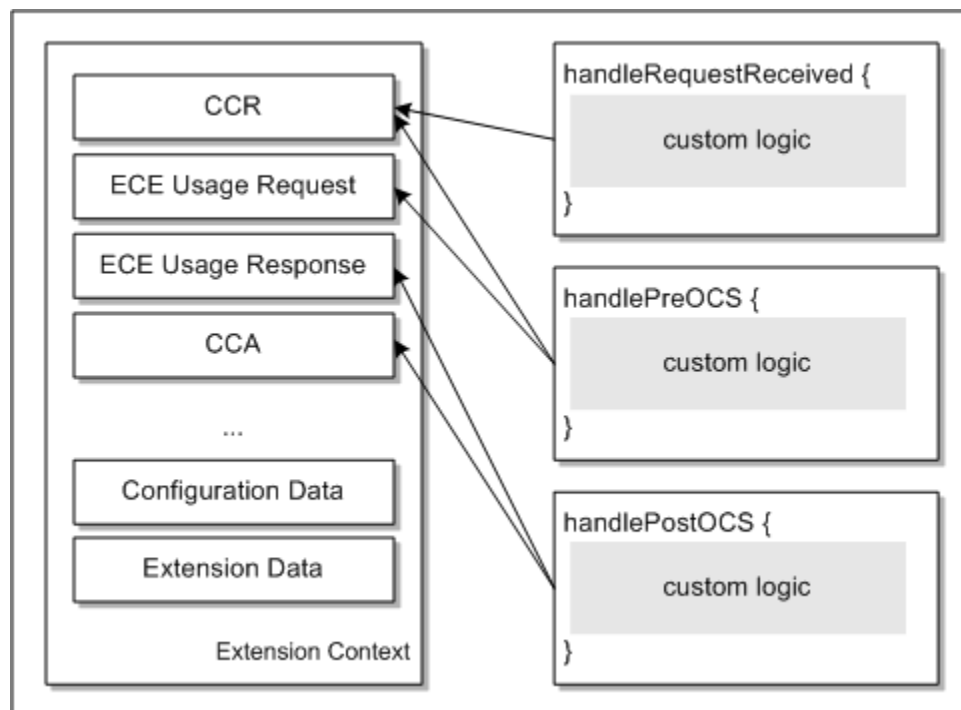 CCR
ECE Usage Request
ECE Usage Response
CCA
...
Configuration Data
Extension Data
Extension Context
handleRequestReceived {
custom logic
}
handlePreOCS {
custom logic
}
handlePostOCS {
custom logic
}